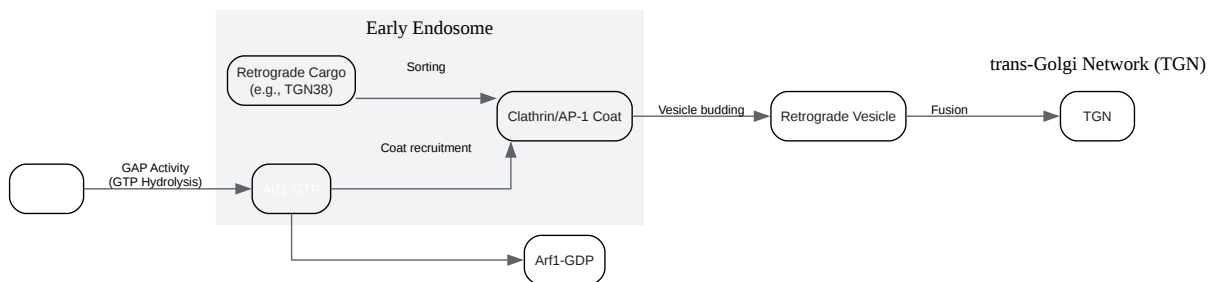 Early Endosome
Retrograde Cargo
(e.g., TGN38)
Sorting
trans-Golgi Network (TGN)
Clathrin/AP-1 Coat
Vesicle budding
Retrograde Vesicle
Fusion
TGN
Coat recruitment
GAP Activity
(GTP Hydrolysis)
Arf1-GTP
Arf1-GDP